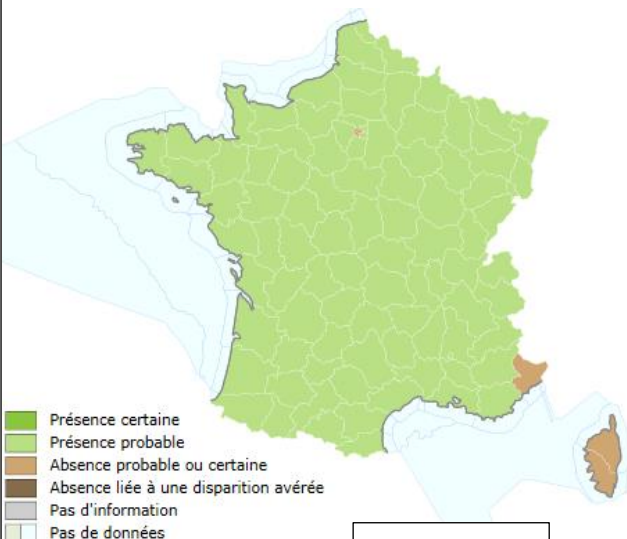 Présence certaine
Présence probable
Absence probable ou certaine
Absence liée à une disparition avérée
Pas d'information
Pas de données